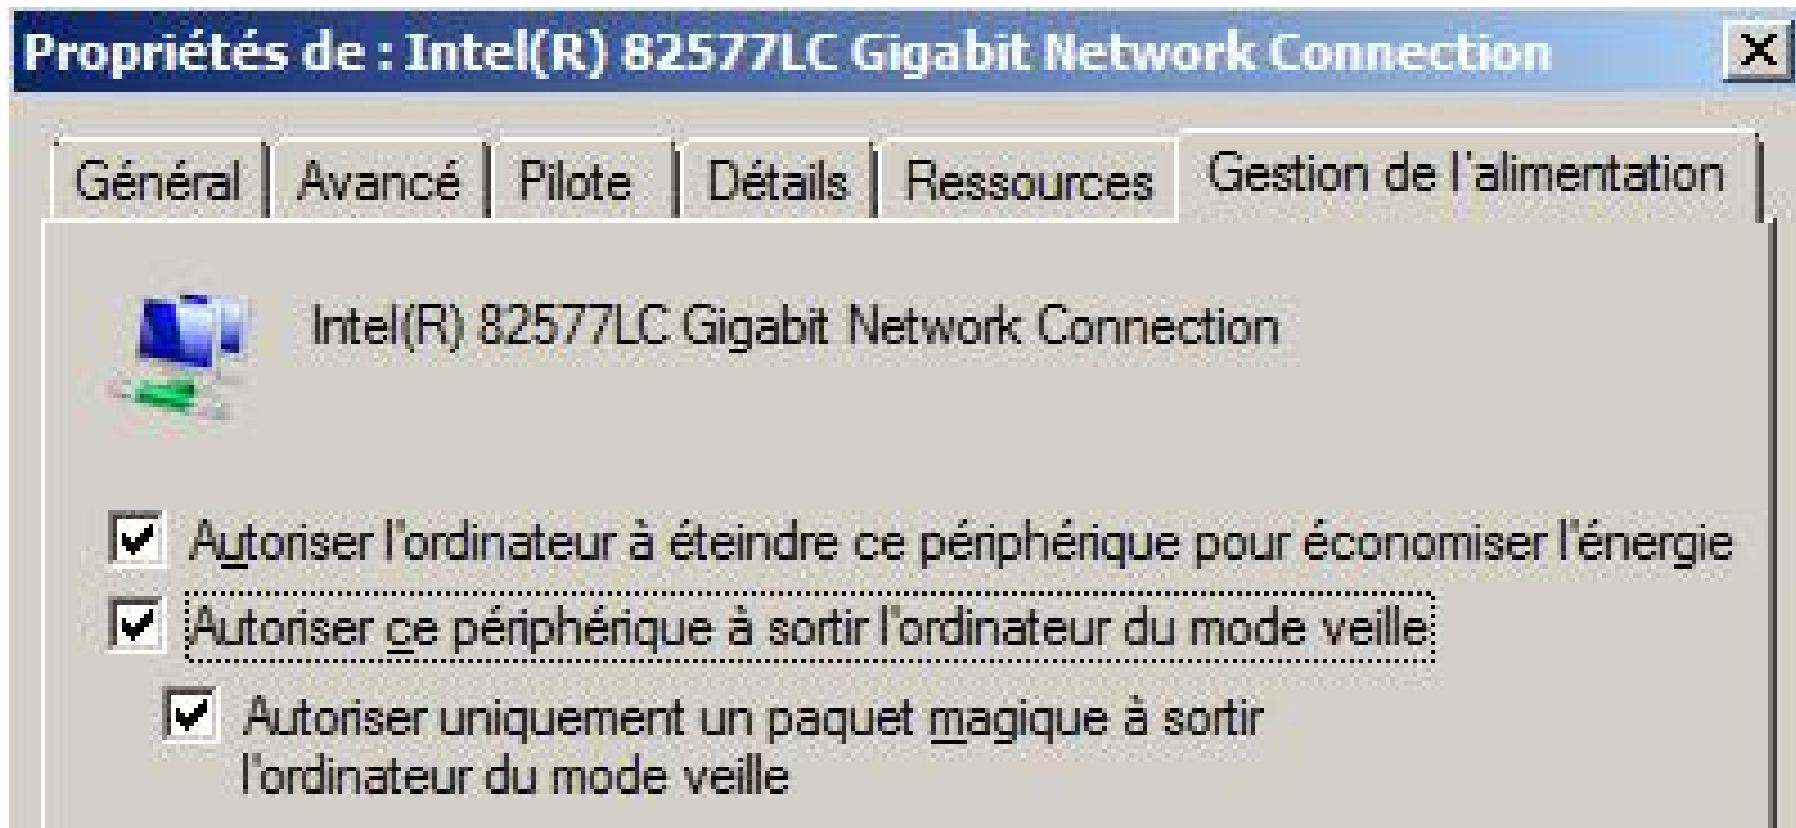 Propriétés de : Intel(R) 82577LC Gigabit Network Connection
Général Avancé Pilote Détails Ressources Gestion de l'alimentation
Intel(R) 82577LC Gigabit Network Connection
Autoriser l'ordinateur à éteindre ce périphérique pour économiser l'énergie
Autoriser ce périphérique à sortir l'ordinateur du mode veille
Autoriser uniquement un paquet magique à sortir
l'ordinateur du mode veille